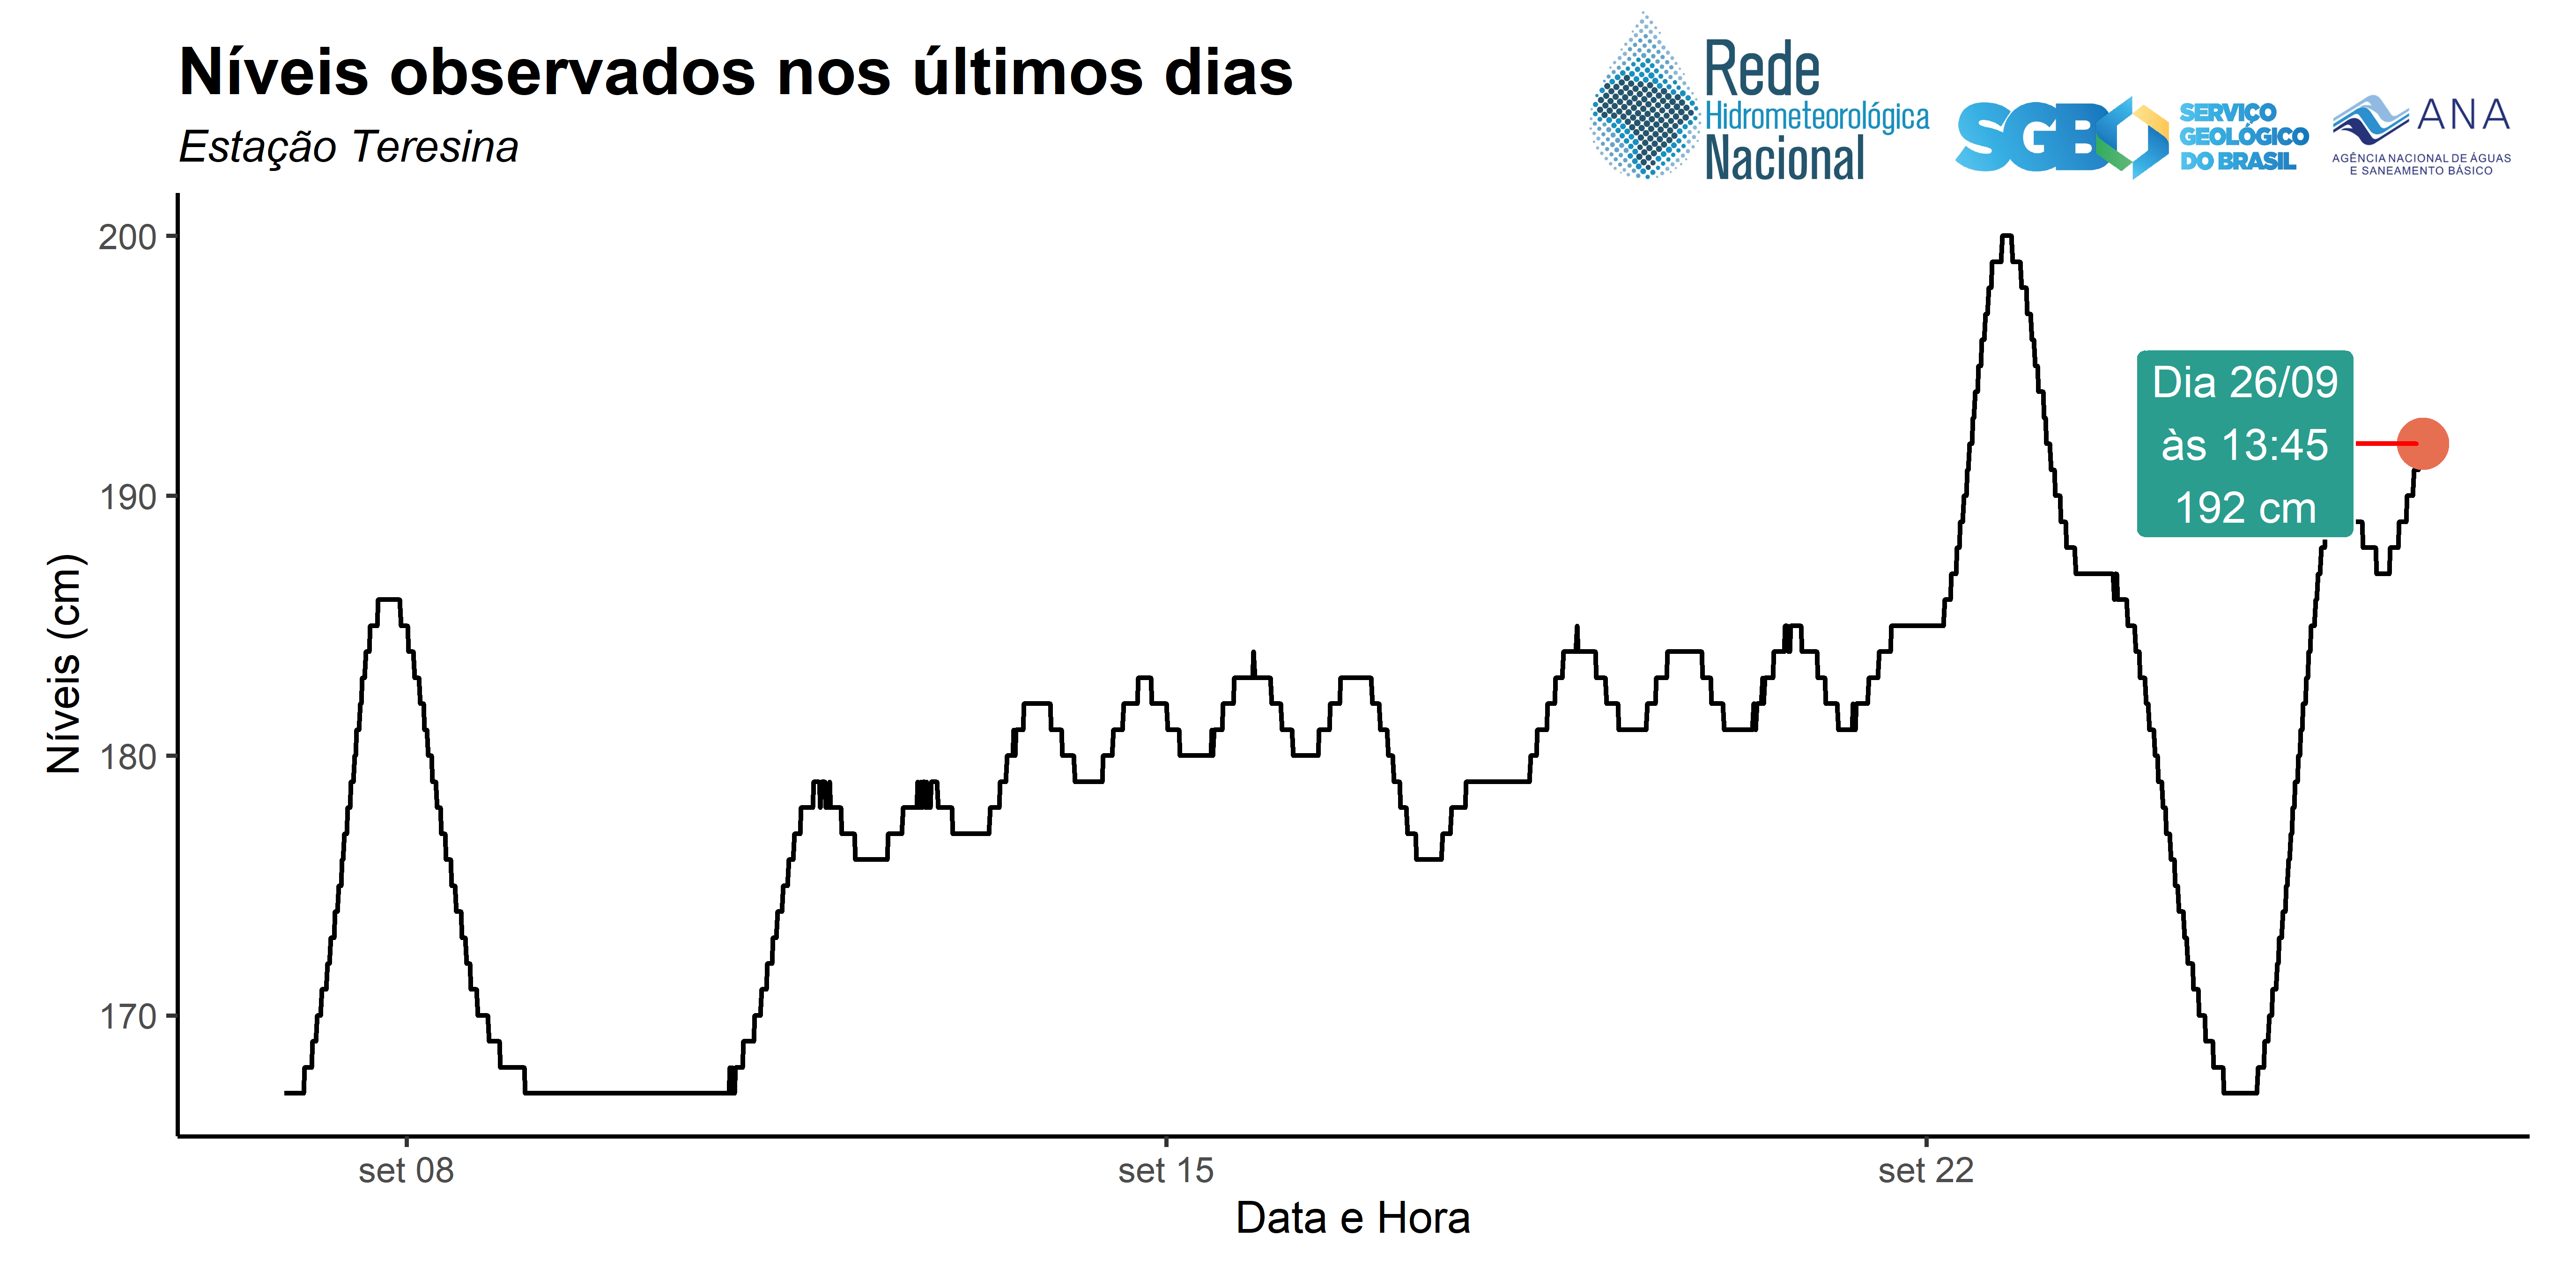 Níveis observados nos últimos dias
Estação Teresina
Rede
Hidrometeorológica
Nacional
SGB
SERVIÇO
GEOLÓGICO
DO BRASIL
ANA
AGÊNCIA NACIONAL DE ÁGUAS
E SANEAMENTO BÁSICO
Níveis (cm)
200
190
180
170
Dia 26/09
às 13:45
192 cm
set 08
set 15
set 22
Data e Hora